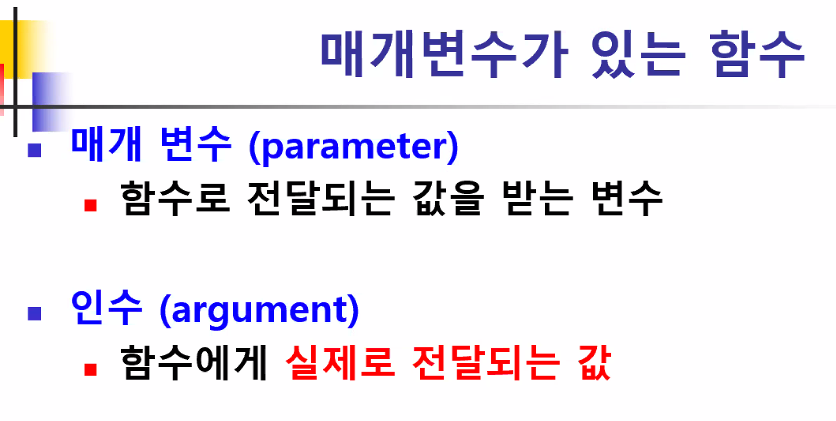 매개변수가 있는 함수
매개 변수 (parameter)
함수로 전달되는 값을 받는 변수
인수 (argument)
함수에게 실제로 전달되는 값